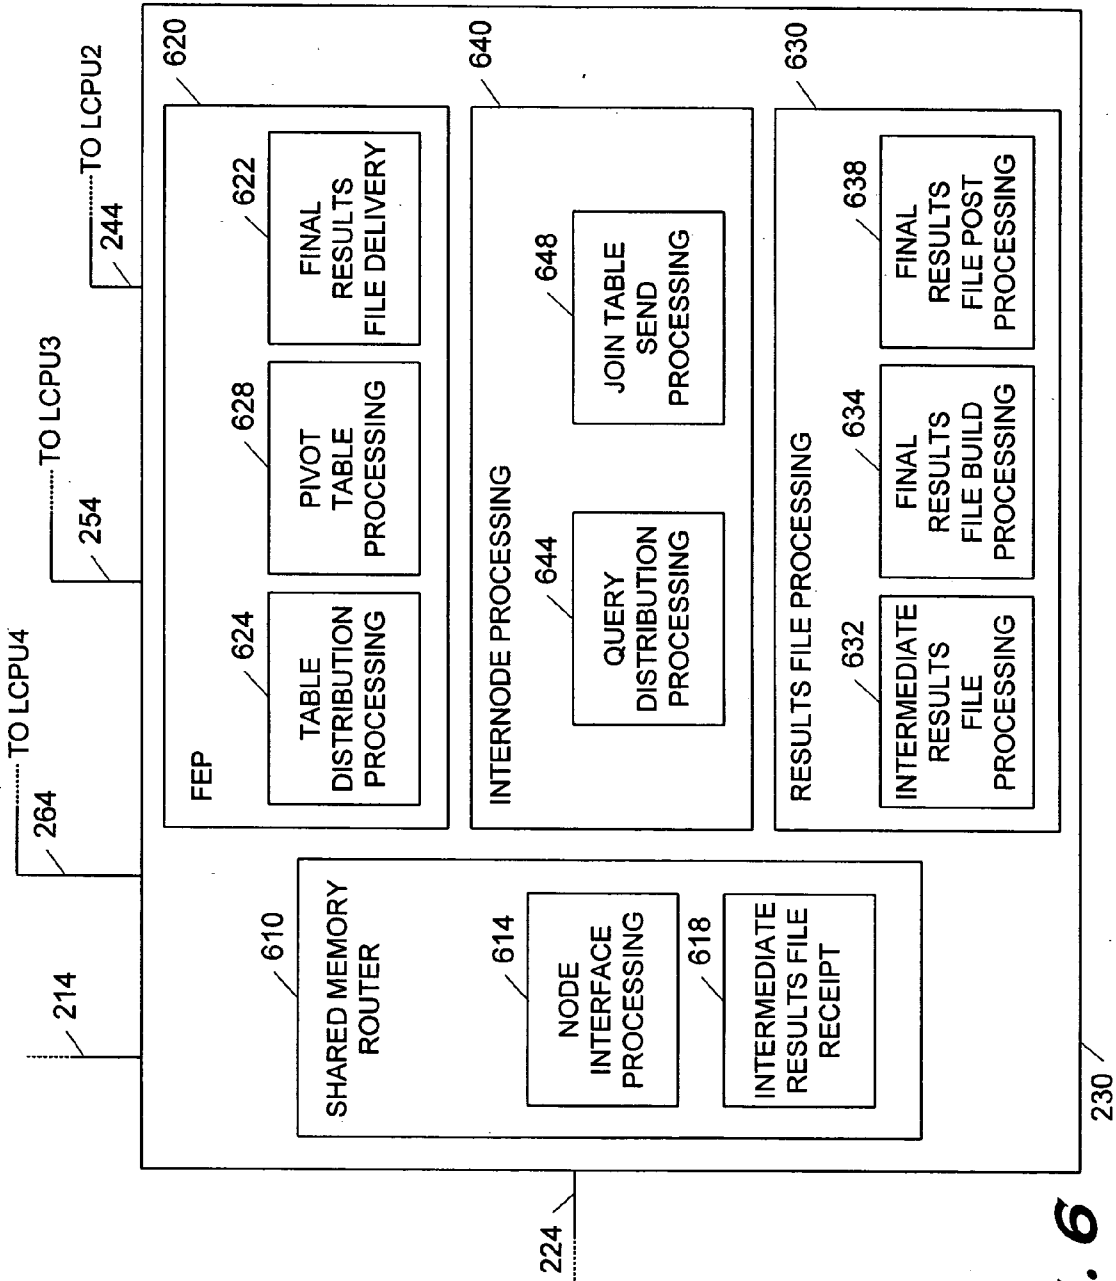 214
264
TO LCPU4
254
TO LCPU3
244
TO LCPU2
224
SHARED MEMORY
ROUTER
610
NODE
INTERFACE
PROCESSING
614
INTERMEDIATE
RESULTS FILE
RECEIPT
618
FEP
620
TABLE
DISTRIBUTION
PROCESSING
624
PIVOT
TABLE
PROCESSING
628
FINAL
RESULTS
FILE DELIVERY
622
INTERNODE PROCESSING
640
QUERY
DISTRIBUTION
PROCESSING
644
JOIN TABLE
SEND
PROCESSING
648
RESULTS FILE PROCESSING
630
INTERMEDIATE
RESULTS
FILE
PROCESSING
632
FINAL
RESULTS
FILE BUILD
PROCESSING
634
FINAL
RESULTS
FILE POST
PROCESSING
638
230
. 6